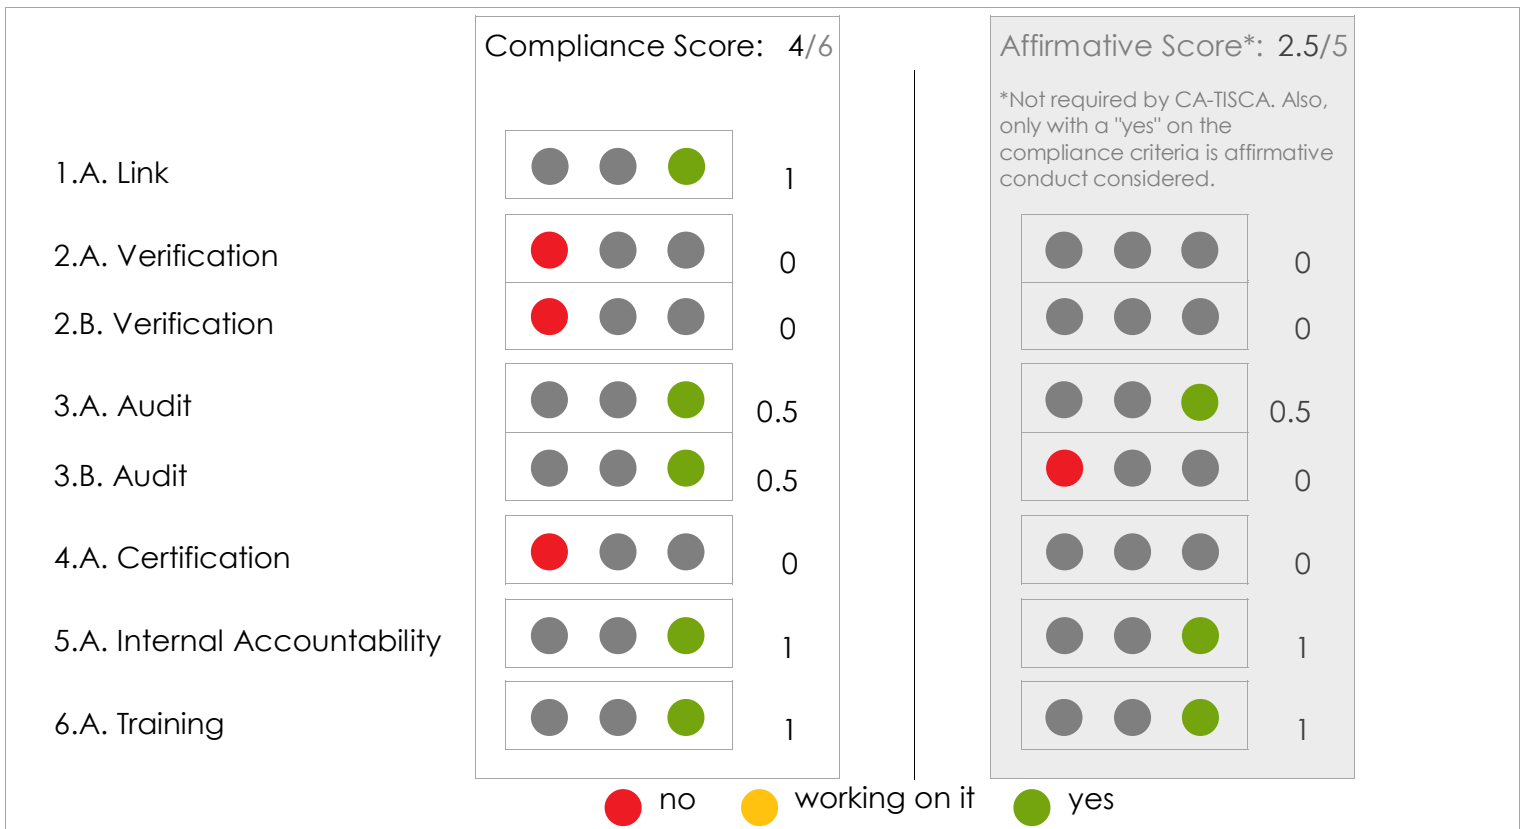 Compliance Score: 4/6
Affirmative Score*: 2.5/5
*Not required by CA-TISCA. Also,
only with a "yes" on the
compliance criteria is affirmative
conduct considered.
1.A. Link 1
2.A. Verification 0 0
2.B. Verification 0 0
3.A. Audit 0.5 0.5
3.B. Audit 0.5 0
4.A. Certification 0 0
5.A. Internal Accountability 1 1
6.A. Training 1 1
no working on it yes